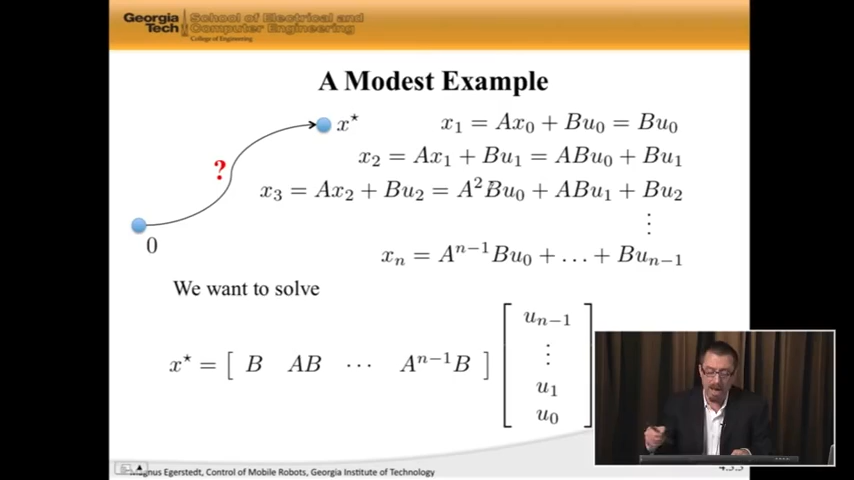 Georgia Tech
School of Electrical and Computer Engineering
College of Engineering
A Modest Example
x⋆
x₁ = Ax₀ + Bu₀ = Bu₀
x₂ = Ax₁ + Bu₁ = ABu₀ + Bu₁
?
x₃ = Ax₂ + Bu₂ = A²Bu₀ + ABu₁ + Bu₂
⋮
0
xₙ = Aⁿ⁻¹Bu₀ + … + Buₙ₋₁
We want to solve
x⋆ = [ B AB ⋯ Aⁿ⁻¹B ] [ uₙ₋₁ ⋮ u₁ u₀ ]
Magnus Egerstedt, Control of Mobile Robots, Georgia Institute of Technology